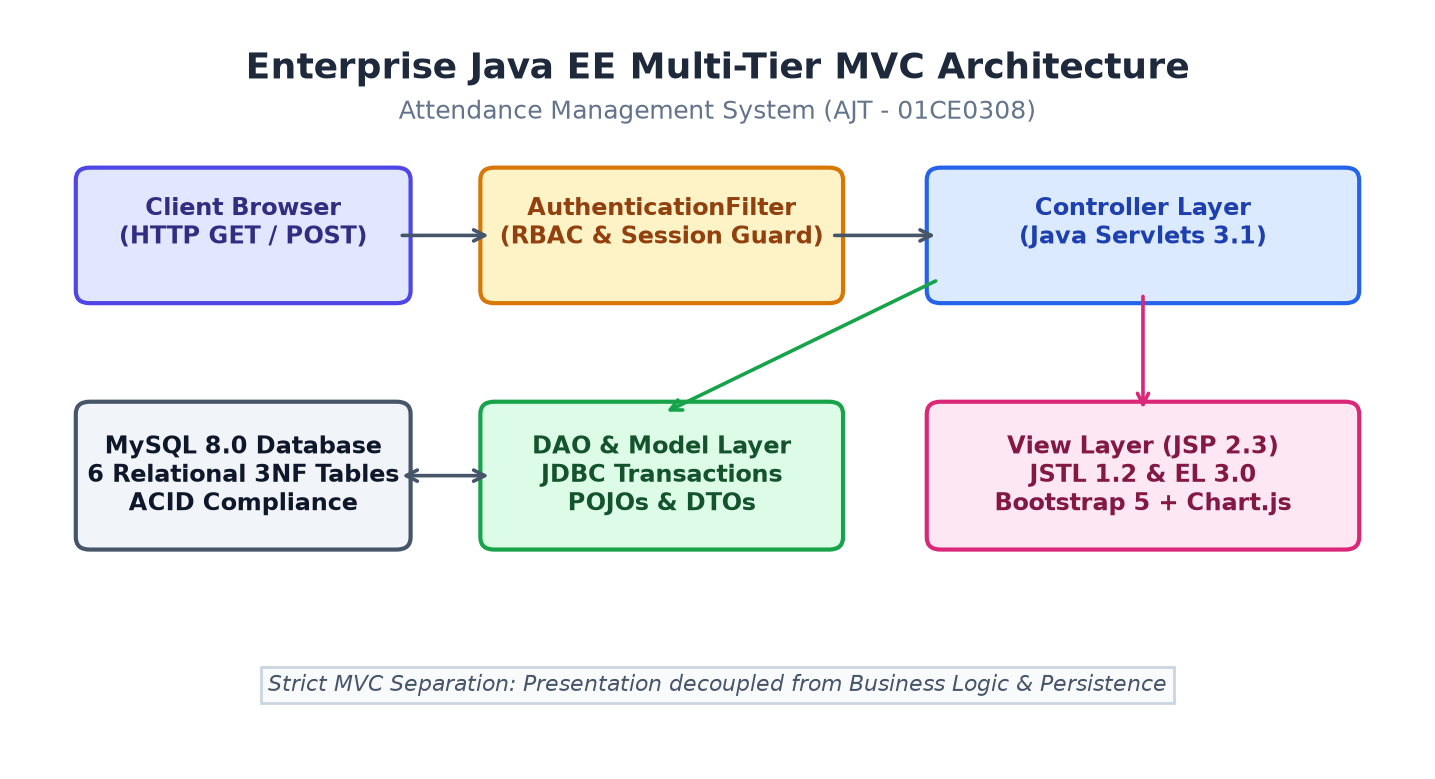 Enterprise Java EE Multi-Tier MVC Architecture
Attendance Management System (AJT - 01CE0308)
Client Browser
(HTTP GET / POST)
AuthenticationFilter
(RBAC & Session Guard)
Controller Layer
(Java Servlets 3.1)
MySQL 8.0 Database
6 Relational 3NF Tables
ACID Compliance
DAO & Model Layer
JDBC Transactions
POJOs & DTOs
View Layer (JSP 2.3)
JSTL 1.2 & EL 3.0
Bootstrap 5 + Chart.js
Strict MVC Separation: Presentation decoupled from Business Logic & Persistence